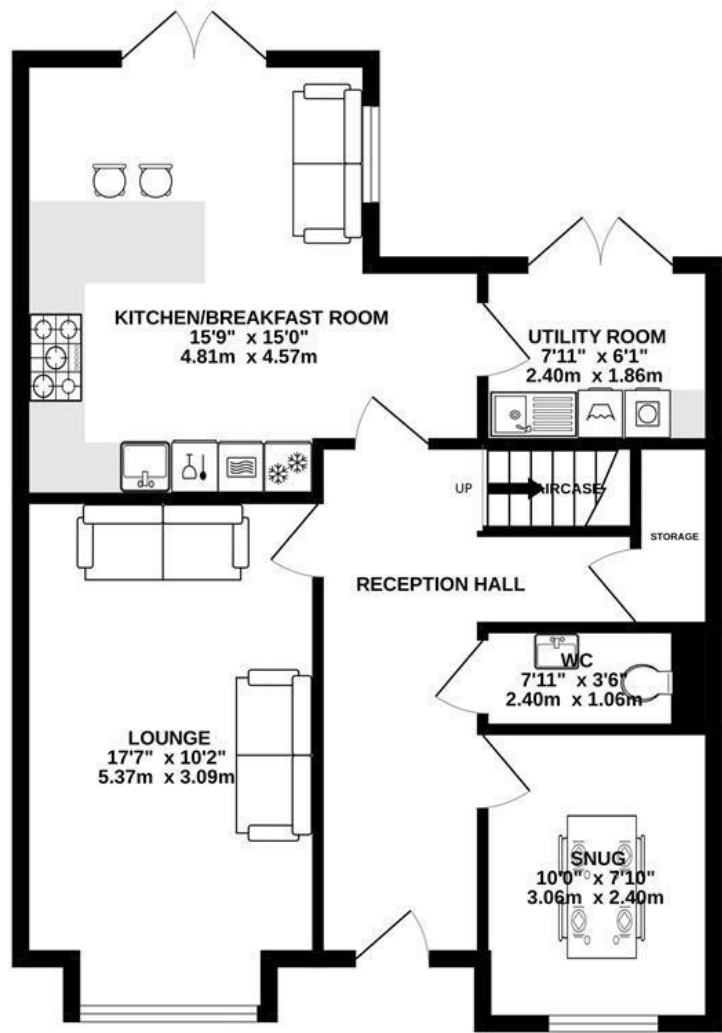 KITCHEN/BREAKFAST ROOM
15'9" x 15'0"
4.81m x 4.57m
UTILITY ROOM
7'11" x 6'1"
2.40m x 1.86m
UP
STORAGE
RECEPTION HALL
WC
7'11" x 3'6"
2.40m x 1.06m
LOUNGE
17'7" x 10'2"
5.37m x 3.09m
SNUG
10'0" x 7'10"
3.06m x 2.40m